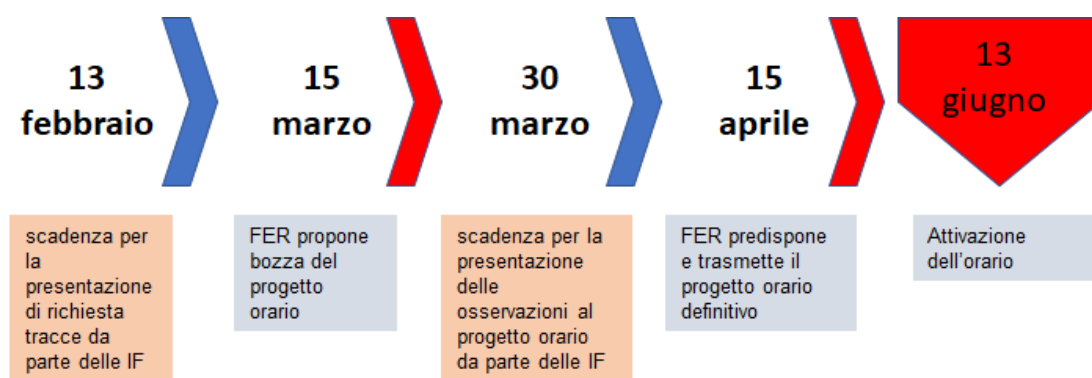 13
febbraio
15
marzo
30
marzo
15
aprile
13
giugno
scadenza per
la
presentazione
di richiesta
tracce da
parte delle IF
FER propone
bozza del
progetto
orario
scadenza per la
presentazione
delle
osservazioni al
progetto orario
da parte delle IF
FER predispone
e trasmette il
progetto orario
definitivo
Attivazione
dell'orario